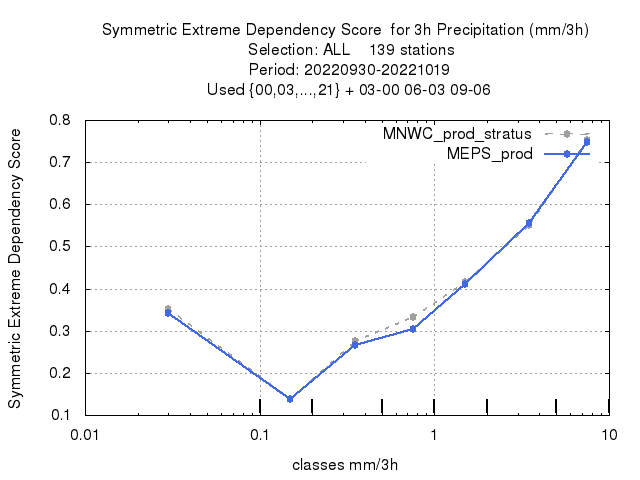 Symmetric Extreme Dependency Score  for 3h Precipitation (mm/3h)
Selection: ALL    139 stations
Period: 20220930-20221019
Used {00,03,...,21} + 03-00 06-03 09-06
Symmetric Extreme Dependency Score
0.8
0.7
0.6
0.5
0.4
0.3
0.2
0.1
MNWC_prod_stratus
MEPS_prod
0.01
0.1
1
10
classes mm/3h